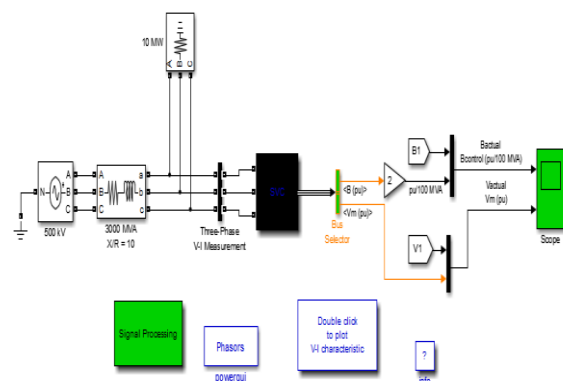 10 MW
A B C
N
A
B
C
500 kV
A
B
C
a
b
c
3000 MVA
X/R = 10
Three-Phase
V-I Measurement
SVC
<B (pu)>
<Vm (pu)>
Bus
Selector
2
pu/100 MVA
B1
V1
Bactual
Bcontrol (pu/100 MVA)
Vactual
Vm (pu)
Scope
Signal Processing
Phasors
powergui
Double click
to plot
V-I characteristic
?
info